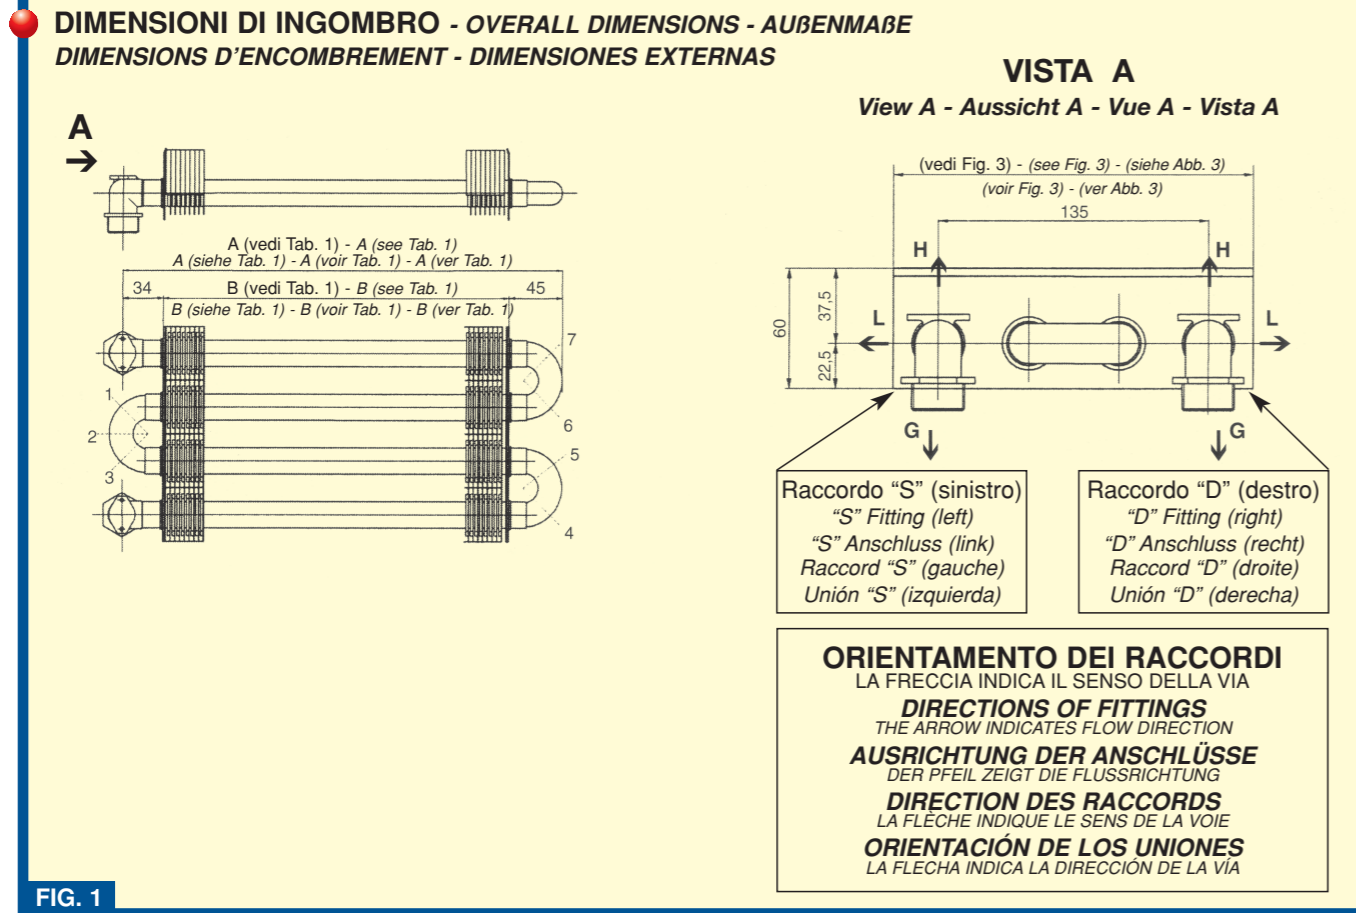 DIMENSIONI DI INGOMBRO - OVERALL DIMENSIONS - AUßENMAßE
DIMENSIONS D'ENCOMBREMENT - DIMENSIONES EXTERNAS
VISTA A
View A - Aussicht A - Vue A - Vista A
A
A (vedi Tab. 1) - A (see Tab. 1)
A (siehe Tab. 1) - A (voir Tab. 1) - A (ver Tab. 1)
34
B (vedi Tab. 1) - B (see Tab. 1)
45
B (siehe Tab. 1) - B (voir Tab. 1) - B (ver Tab. 1)
7
1
6
2
5
3
4
(vedi Fig. 3) - (see Fig. 3) - (siehe Abb. 3)
(voir Fig. 3) - (ver Abb. 3)
135
H
H
60
37,5
22,5
L
L
G
G
Raccordo “S” (sinistro)
“S” Fitting (left)
“S” Anschluss (link)
Raccord “S” (gauche)
Unión “S” (izquierda)
Raccordo “D” (destro)
“D” Fitting (right)
“D” Anschluss (recht)
Raccord “D” (droite)
Unión “D” (derecha)
ORIENTAMENTO DEI RACCORDI
LA FRECCIA INDICA IL SENSO DELLA VIA
DIRECTIONS OF FITTINGS
THE ARROW INDICATES FLOW DIRECTION
AUSRICHTUNG DER ANSCHLÜSSE
DER PFEIL ZEIGT DIE FLUSSRICHTUNG
DIRECTION DES RACCORDS
LA FLÈCHE INDIQUE LE SENS DE LA VOIE
ORIENTACIÓN DE LOS UNIONES
LA FLECHA INDICA LA DIRECCIÓN DE LA VÍA
FIG. 1